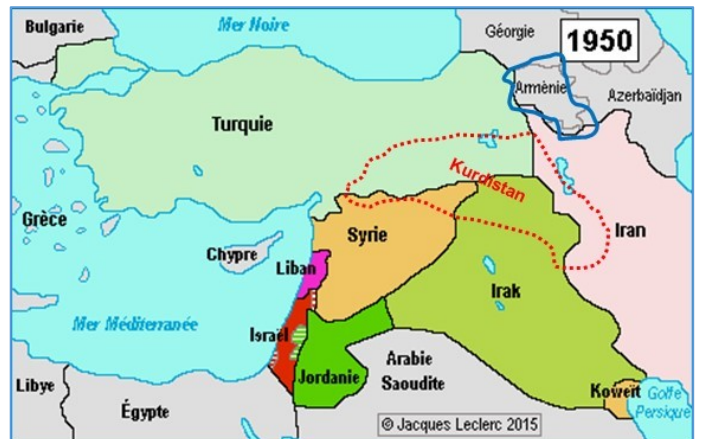 Bulgarie
Mer Noire
Géorgie
1950
Arménie
Azerbaïdjan
Turquie
Kurdistan
Grèce
Chypre
Syrie
Iran
Liban
Irak
Mer Méditerranée
Israël
Jordanie
Arabie
Saoudite
Libye
Égypte
Koweït
Golfe
Persique
© Jacques Leclerc 2015